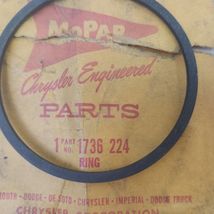 MOPAR
Chrysler Engineered
PARTS
1 PART NO. 1736 224
RING
MOUTH - DODGE - DE SOTO - CHRYSLER - IMPERIAL - DODGE TRUCK
CHRYSLER CORPORATION